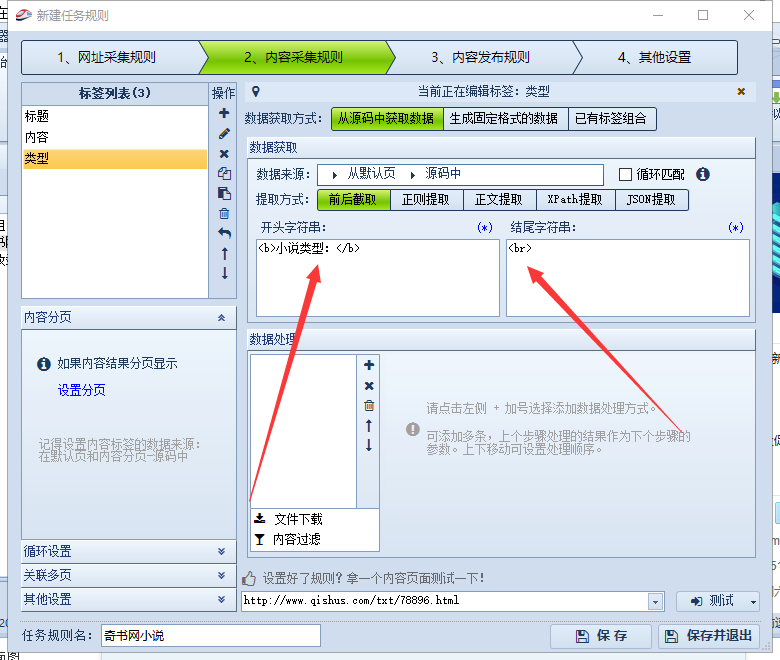 新建任务规则
1、网址采集规则
2、内容采集规则
3、内容发布规则
4、其他设置
标签列表(3)
操作
标题
内容
类型
当前正在编辑标签: 类型
数据获取方式:
从源码中获取数据
生成固定格式的数据
已有标签组合
数据获取
数据来源:
从默认页
源码中
循环匹配
提取方式:
前后截取
正则提取
正文提取
XPath提取
JSON提取
开头字符串:
(*)
结尾字符串:
(*)
<b>小说类型: </b>
<br>
内容分页
如果内容结果分页显示
设置分页
记得设置内容标签的数据来源:
在默认页和内容分页-源码中
循环设置
关联多页
其他设置
数据处理
请点击左侧 + 加号选择添加数据处理方式。
可添加多条，上个步骤处理的结果作为下个步骤的
参数。上下移动可设置处理顺序。
文件下载
内容过滤
设置好了规则？拿一个内容页面测试一下！
http://www.qishus.com/txt/78896.html
测试
任务规则名:
奇书网小说
保存
保存并退出